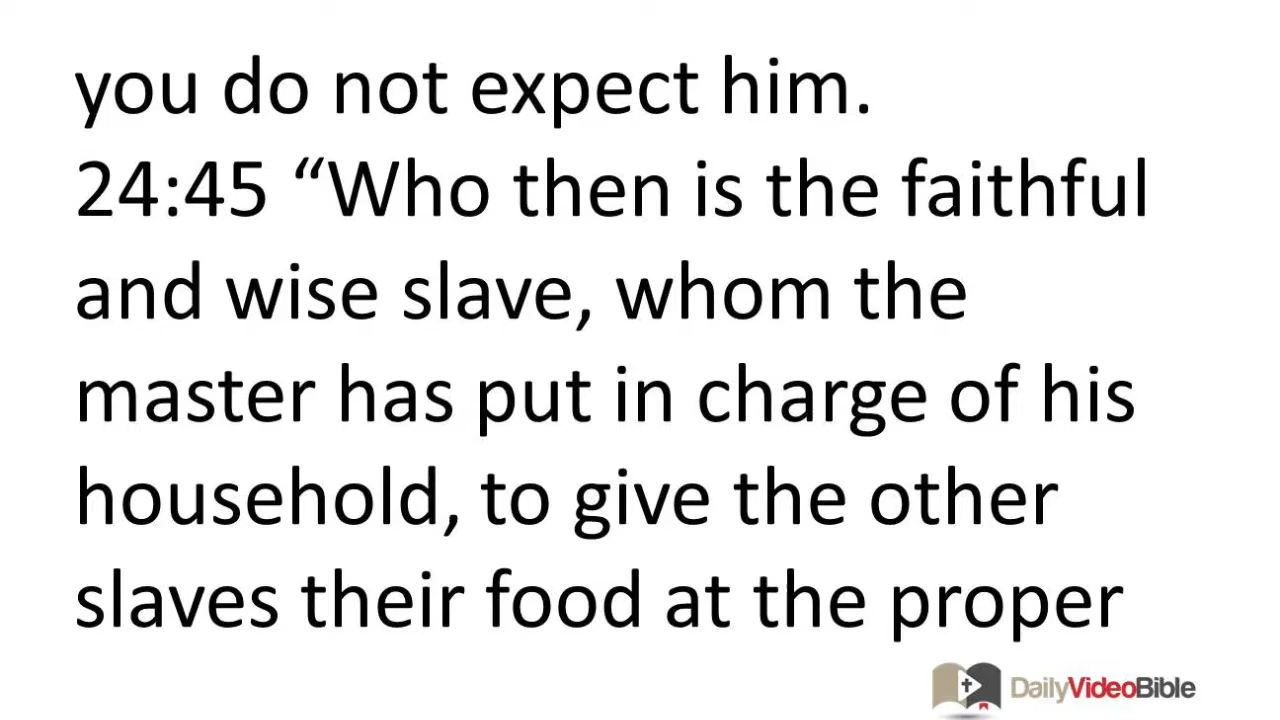 you do not expect him.
24:45 “Who then is the faithful
and wise slave, whom the
master has put in charge of his
household, to give the other
slaves their food at the proper
DailyVideoBible